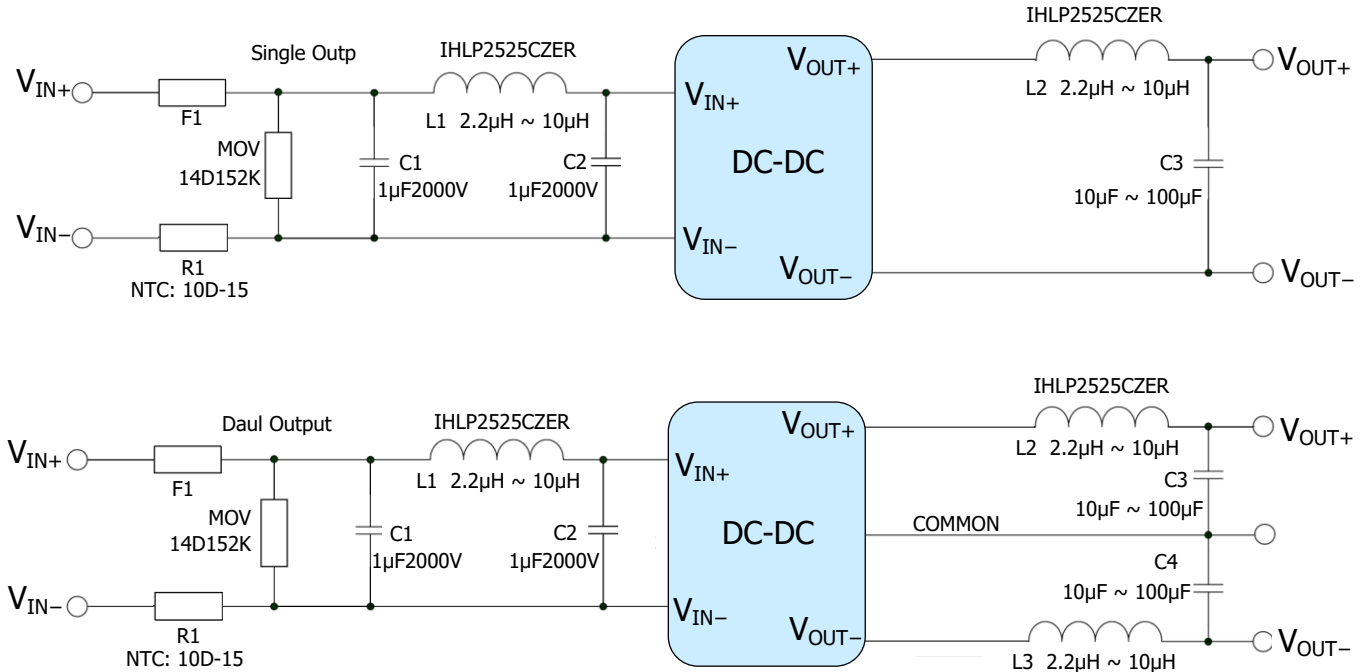 IHLP2525CZER
Single Outp
IHLP2525CZER
VIN+
F1
MOV
14D152K
C1
1µF2000V
L1 2.2µH ~ 10µH
C2
1µF2000V
VIN+
VOUT+
DC-DC
VIN−
VOUT−
L2 2.2µH ~ 10µH
VOUT+
C3
10µF ~ 100µF
VOUT−
VIN−
R1
NTC: 10D-15
IHLP2525CZER
Daul Output
IHLP2525CZER
VIN+
F1
MOV
14D152K
C1
1µF2000V
L1 2.2µH ~ 10µH
C2
1µF2000V
VOUT+
VIN+
DC-DC
VIN−
VOUT−
L2 2.2µH ~ 10µH
VOUT+
C3
10µF ~ 100µF
COMMON
C4
10µF ~ 100µF
L3 2.2µH ~ 10µH
VOUT−
VIN−
R1
NTC: 10D-15